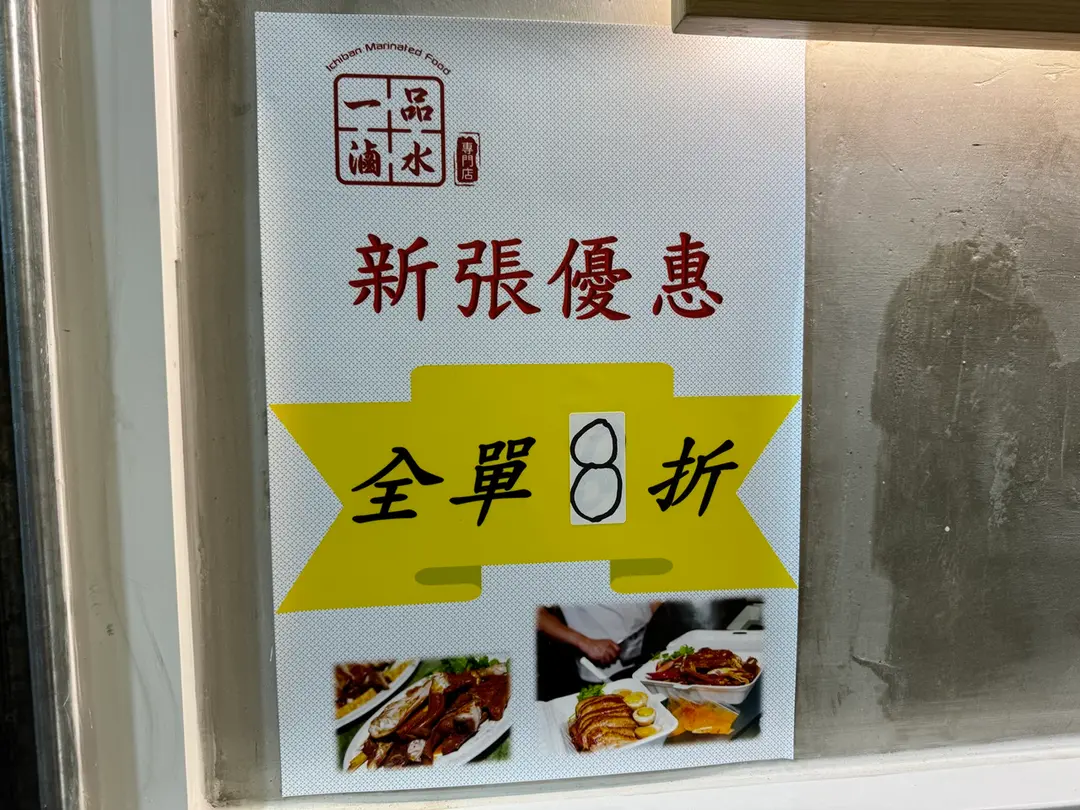 Ichiban Marinated Food
一品
滷水
專門店
新張優惠
全單8折